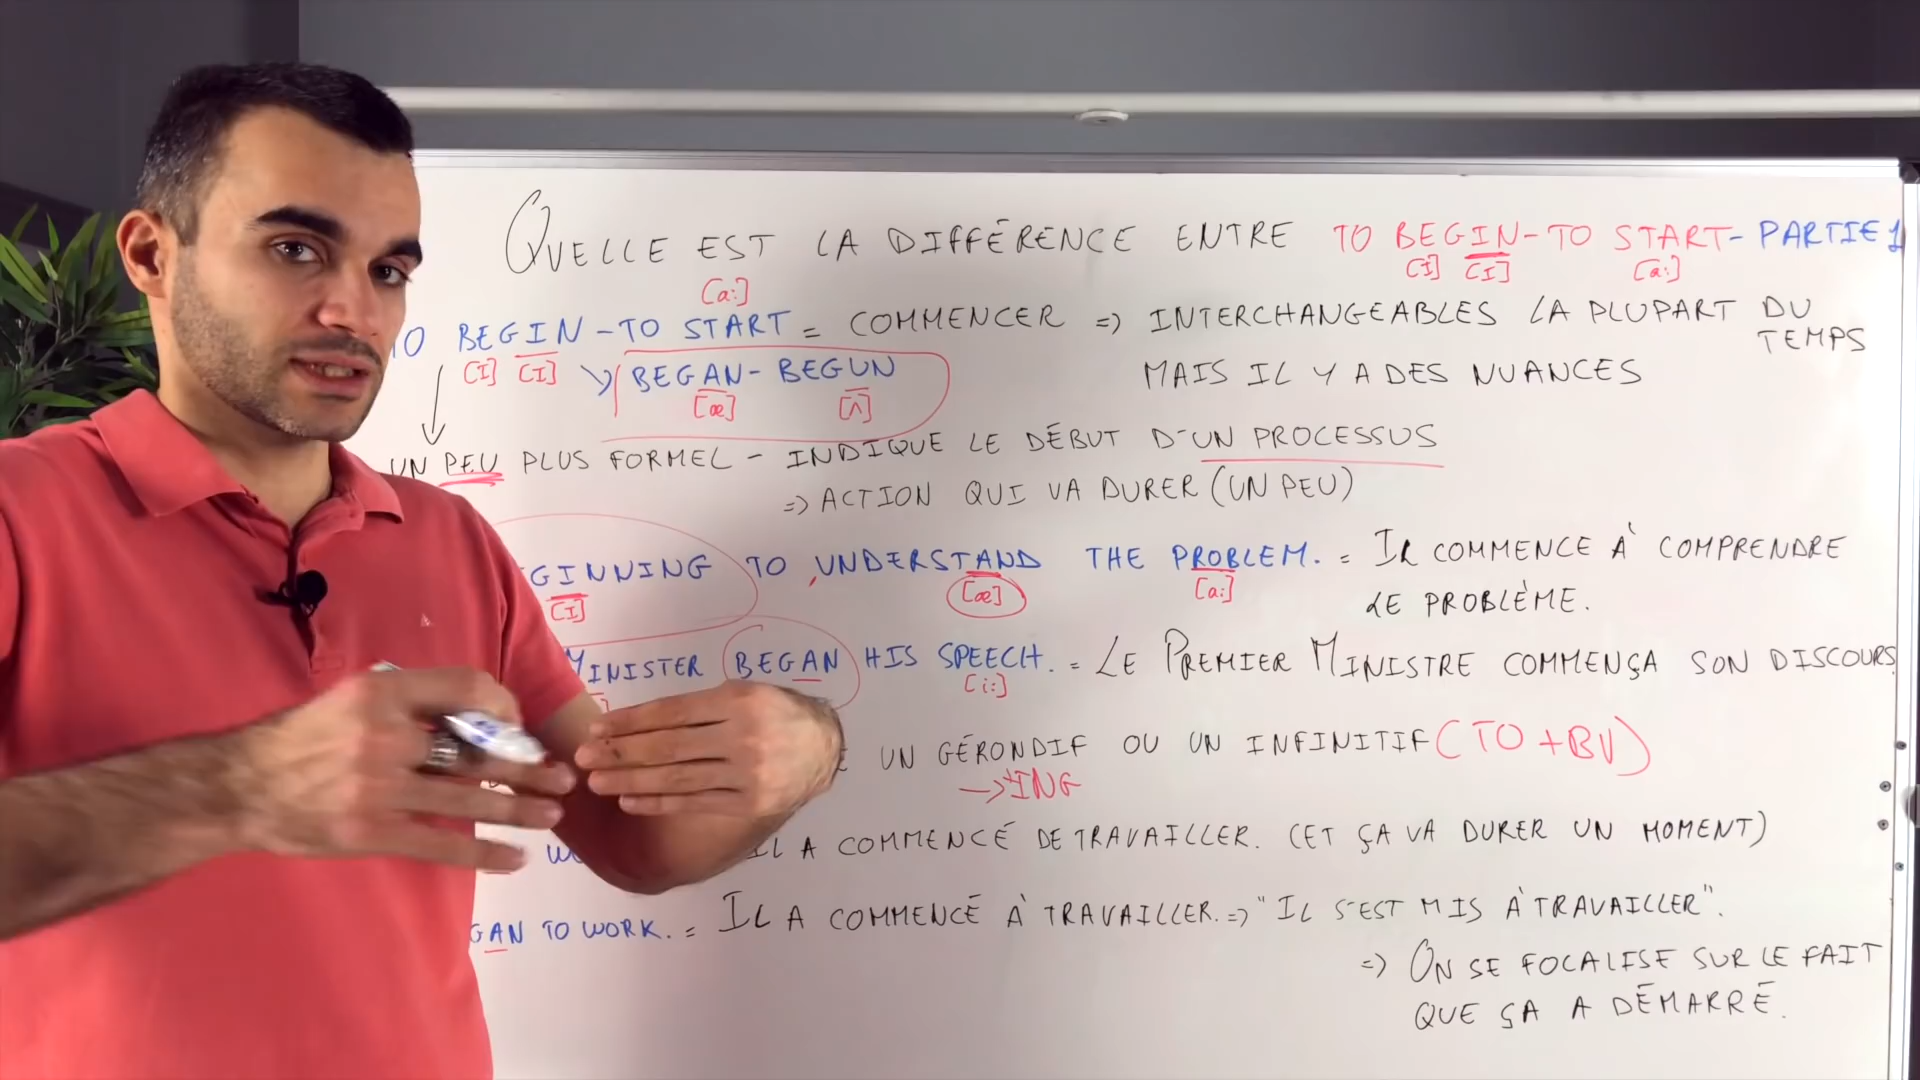 QUELLE EST LA DIFFÉRENCE ENTRE TO BEGIN - TO START - PARTIE 1
[I] [I] [a:]
[a:]
TO BEGIN - TO START = COMMENCER => INTERCHANGEABLES LA PLUPART DU TEMPS
[I] [I]
BEGAN - BEGUN MAIS IL Y A DES NUANCES
[æ] [ʌ]
UN PEU PLUS FORMEL - INDIQUE LE DÉBUT D'UN PROCESSUS
=> ACTION QUI VA DURER (UN PEU)
GINNING TO UNDERSTAND THE PROBLEM. = IL COMMENCE À COMPRENDRE
[I] [æ] [a:] LE PROBLÈME.
MINISTER BEGAN HIS SPEECH. = LE PREMIER MINISTRE COMMENÇA SON DISCOURS
[i:]
UN GÉRONDIF OU UN INFINITIF (TO + BV)
-> +ING
IL A COMMENCÉ DE TRAVAILLER. (ET ÇA VA DURER UN MOMENT)
GAN TO WORK. = IL A COMMENCÉ À TRAVAILLER. => "IL S'EST MIS À TRAVAILLER".
=> ON SE FOCALISE SUR LE FAIT
QUE ÇA A DÉMARRÉ.